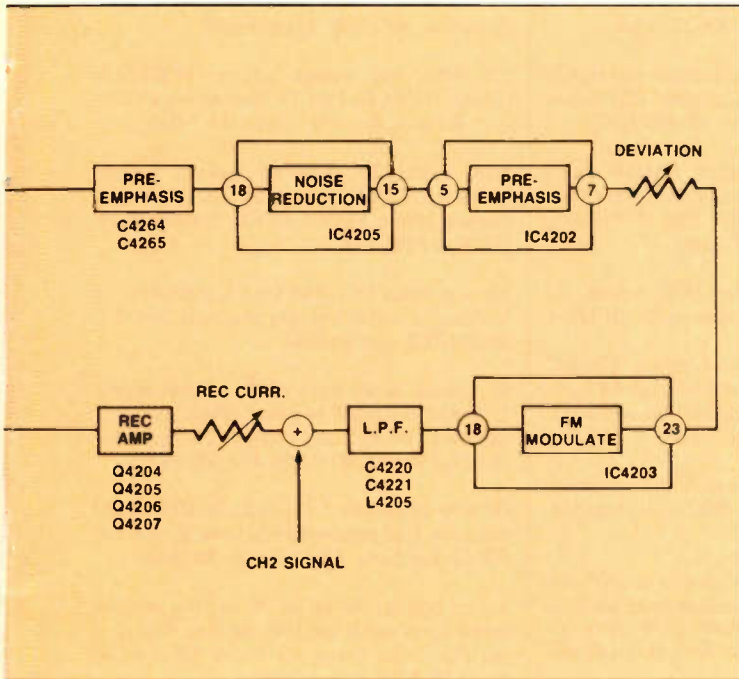 DEVIATION
PRE-
EMPHASIS
C4264
C4265
18
NOISE
REDUCTION
15
IC4205
5
PRE-
EMPHASIS
7
IC4202
REC CURR.
REC
AMP
Q4204
Q4205
Q4206
Q4207
+
CH2 SIGNAL
L.P.F.
C4220
C4221
L4205
18
FM
MODULATE
23
IC4203